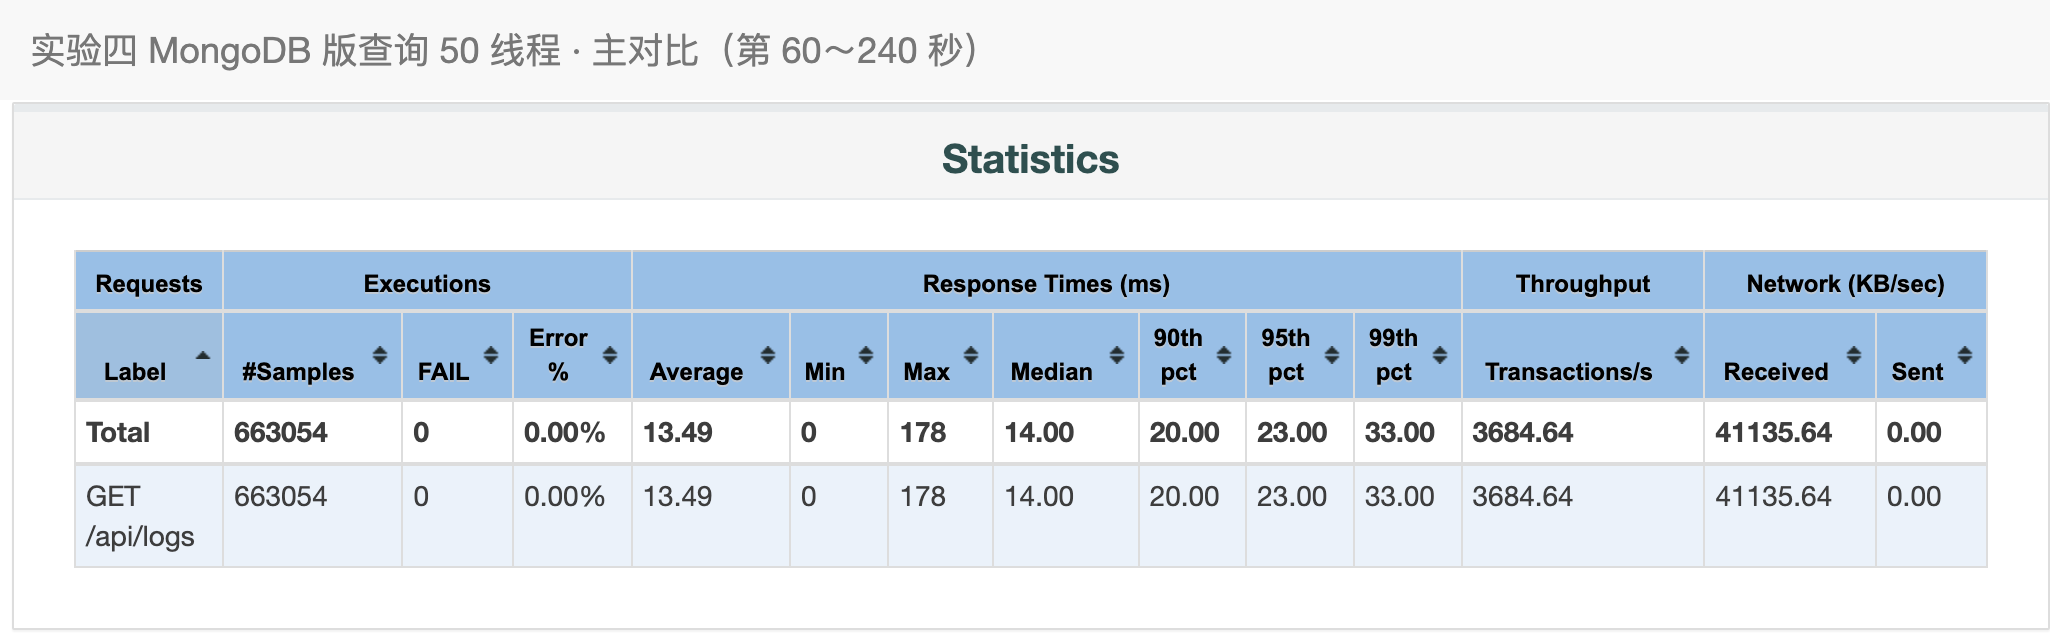 实验四 MongoDB 版查询 50 线程 · 主对比（第 60～240 秒）
Statistics
Requests Executions Response Times (ms) Throughput Network (KB/sec)
Label #Samples FAIL Error % Average Min Max Median 90th pct 95th pct 99th pct Transactions/s Received Sent
Total 663054 0 0.00% 13.49 0 178 14.00 20.00 23.00 33.00 3684.64 41135.64 0.00
GET /api/logs 663054 0 0.00% 13.49 0 178 14.00 20.00 23.00 33.00 3684.64 41135.64 0.00